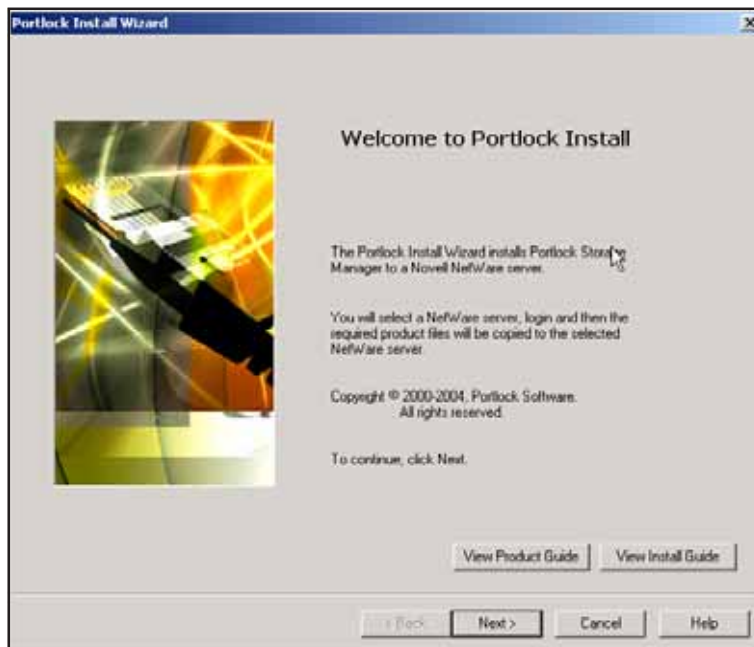 Portlock Install Wizard
Welcome to Portlock Install
The Portlock Install Wizard installs Portlock Storage
Manager to a Novell NetWare server.
You will select a NetWare server, login and then the
required product files will be copied to the selected
NetWare server.
Copyright © 2000-2004, Portlock Software.
All rights reserved.
To continue, click Next.
View Product Guide
View Install Guide
< Back
Next >
Cancel
Help